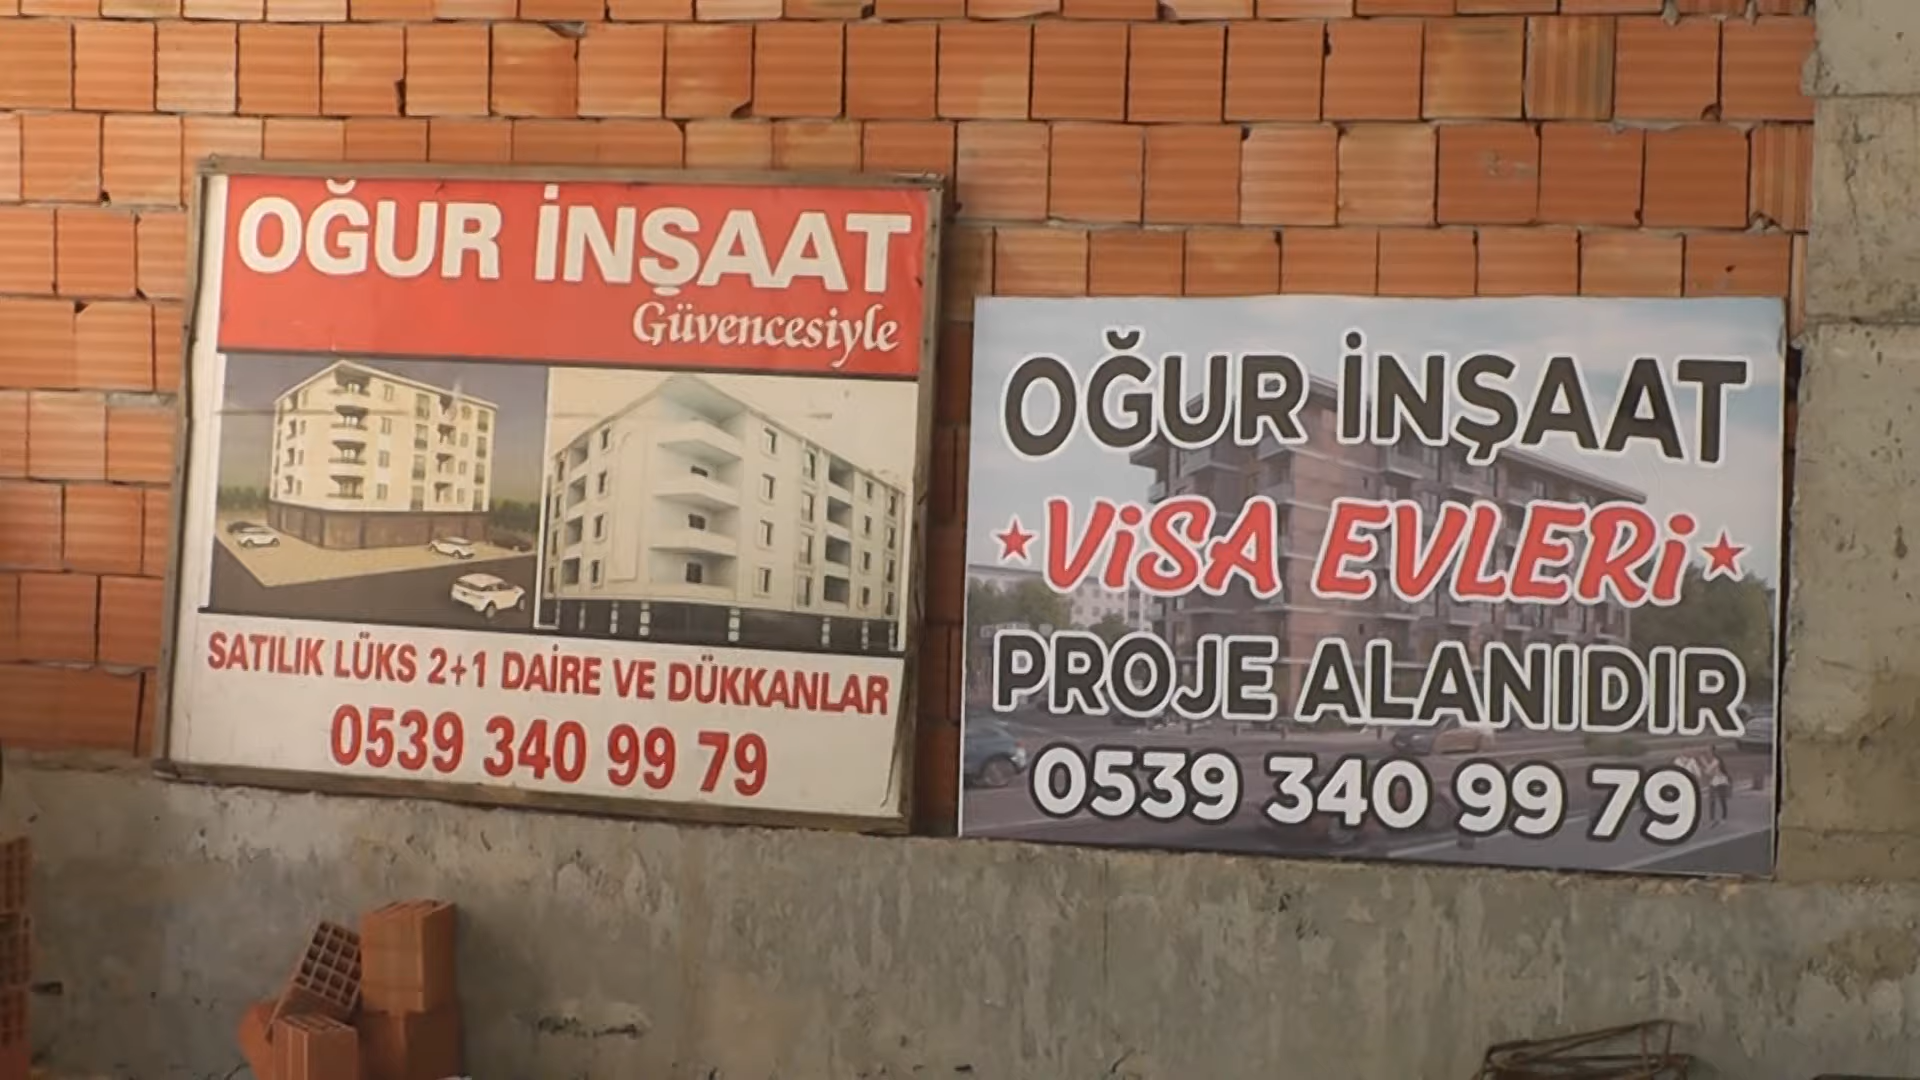 OĞUR İNŞAAT
Güvencesiyle
SATILIK LÜKS 2+1 DAİRE VE DÜKKANLAR
0539 340 99 79
OĞUR İNŞAAT
ViSA EVLERi
PROJE ALANIDIR
0539 340 99 79